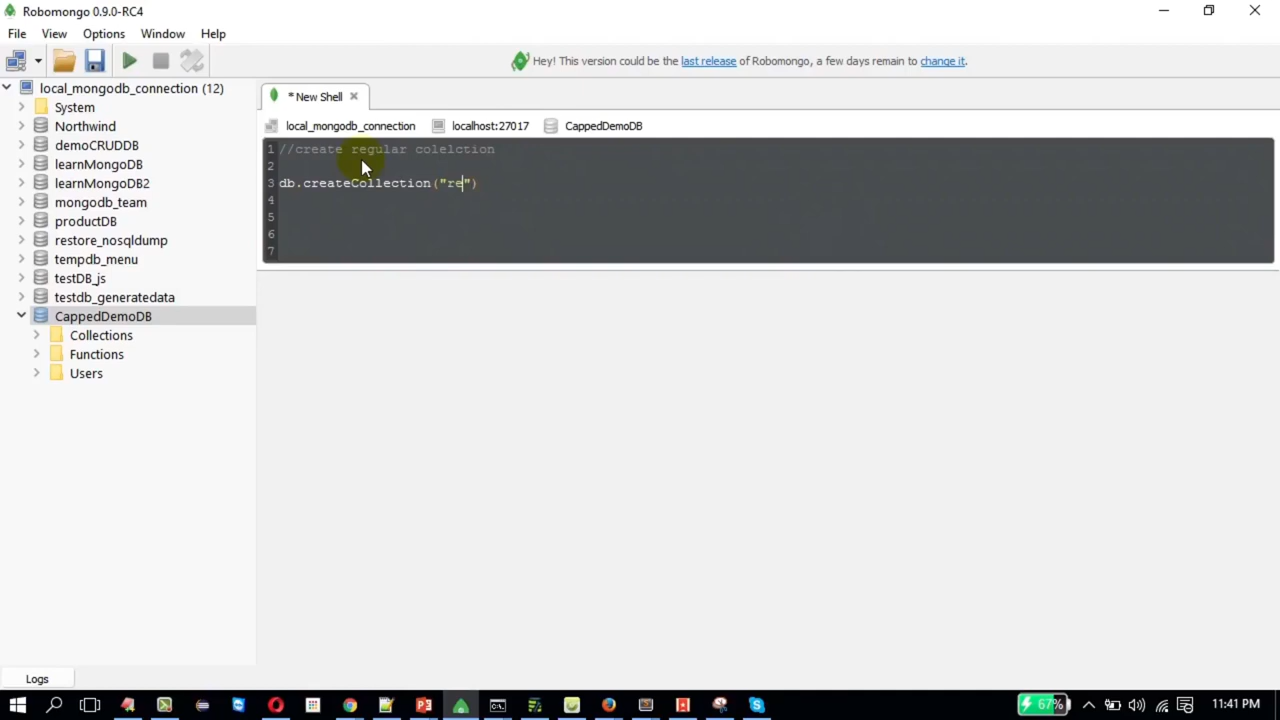 Robomongo 0.9.0-RC4
File View Options Window Help
Hey! This version could be the last release of Robomongo, a few days remain to change it.
local_mongodb_connection (12)
System
Northwind
demoCRUDDB
learnMongoDB
learnMongoDB2
mongodb_team
productDB
restore_nosqldump
tempdb_menu
testDB_js
testdb_generatedata
CappedDemoDB
Collections
Functions
Users
* New Shell
local_mongodb_connection localhost:27017 CappedDemoDB
1 //create regular colelction
2
3 db.createCollection("re")
4
5
6
7
Logs
67%
11:41 PM